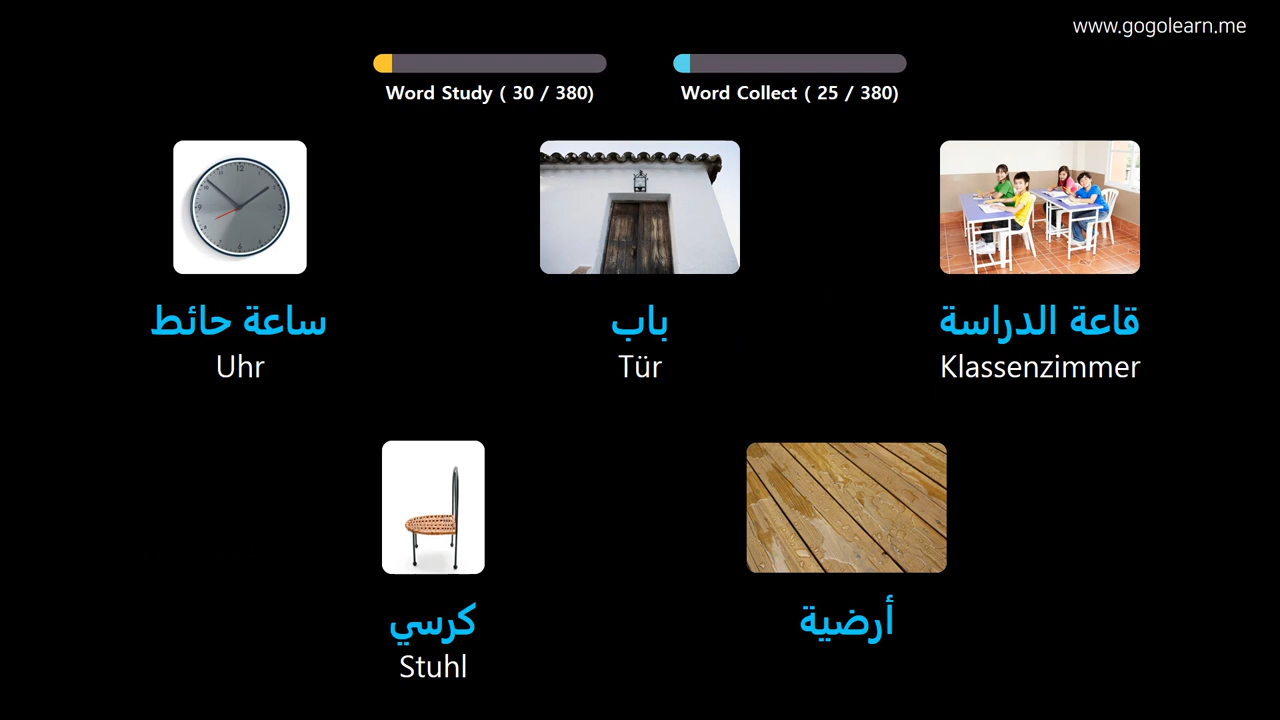 www.gogolearn.me
Word Study ( 30 / 380)
Word Collect ( 25 / 380)
ساعة حائط
Uhr
باب
Tür
قاعة الدراسة
Klassenzimmer
كرسي
Stuhl
أرضية